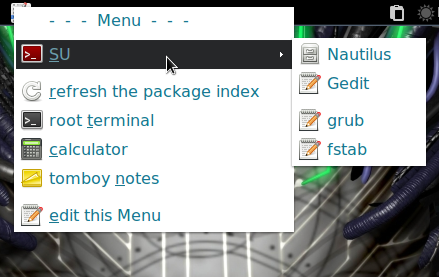 - - - Menu - - -
SU
refresh the package index
root terminal
calculator
tomboy notes
edit this Menu
Nautilus
Gedit
grub
fstab